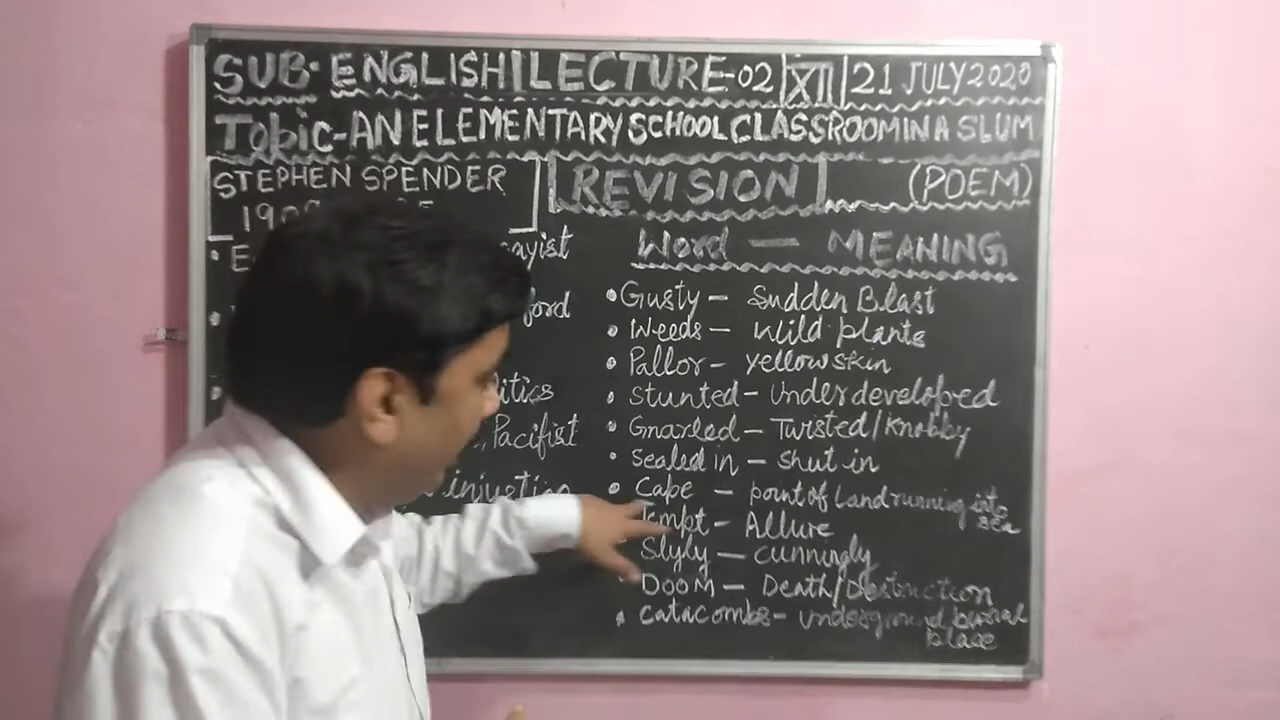 SUB- ENGLISH LECTURE-02 XII 21 JULY 2020
Topic- AN ELEMENTARY SCHOOL CLASSROOM IN A SLUM
STEPHEN SPENDER REVISION (POEM)
Word — MEANING
• Gusty — Sudden Blast
• Weeds — Wild plants
• Pallor — yellow skin
• Stunted — Underdeveloped
Pacifist
• Gnarled — Twisted/Knobby
• Sealed in — Shut in
injustice
• Cape — point of Land running into sea
Tempt — Allure
Slyly — cunningly
DOOM — Death/Destruction
• Catacombs — underground burial place